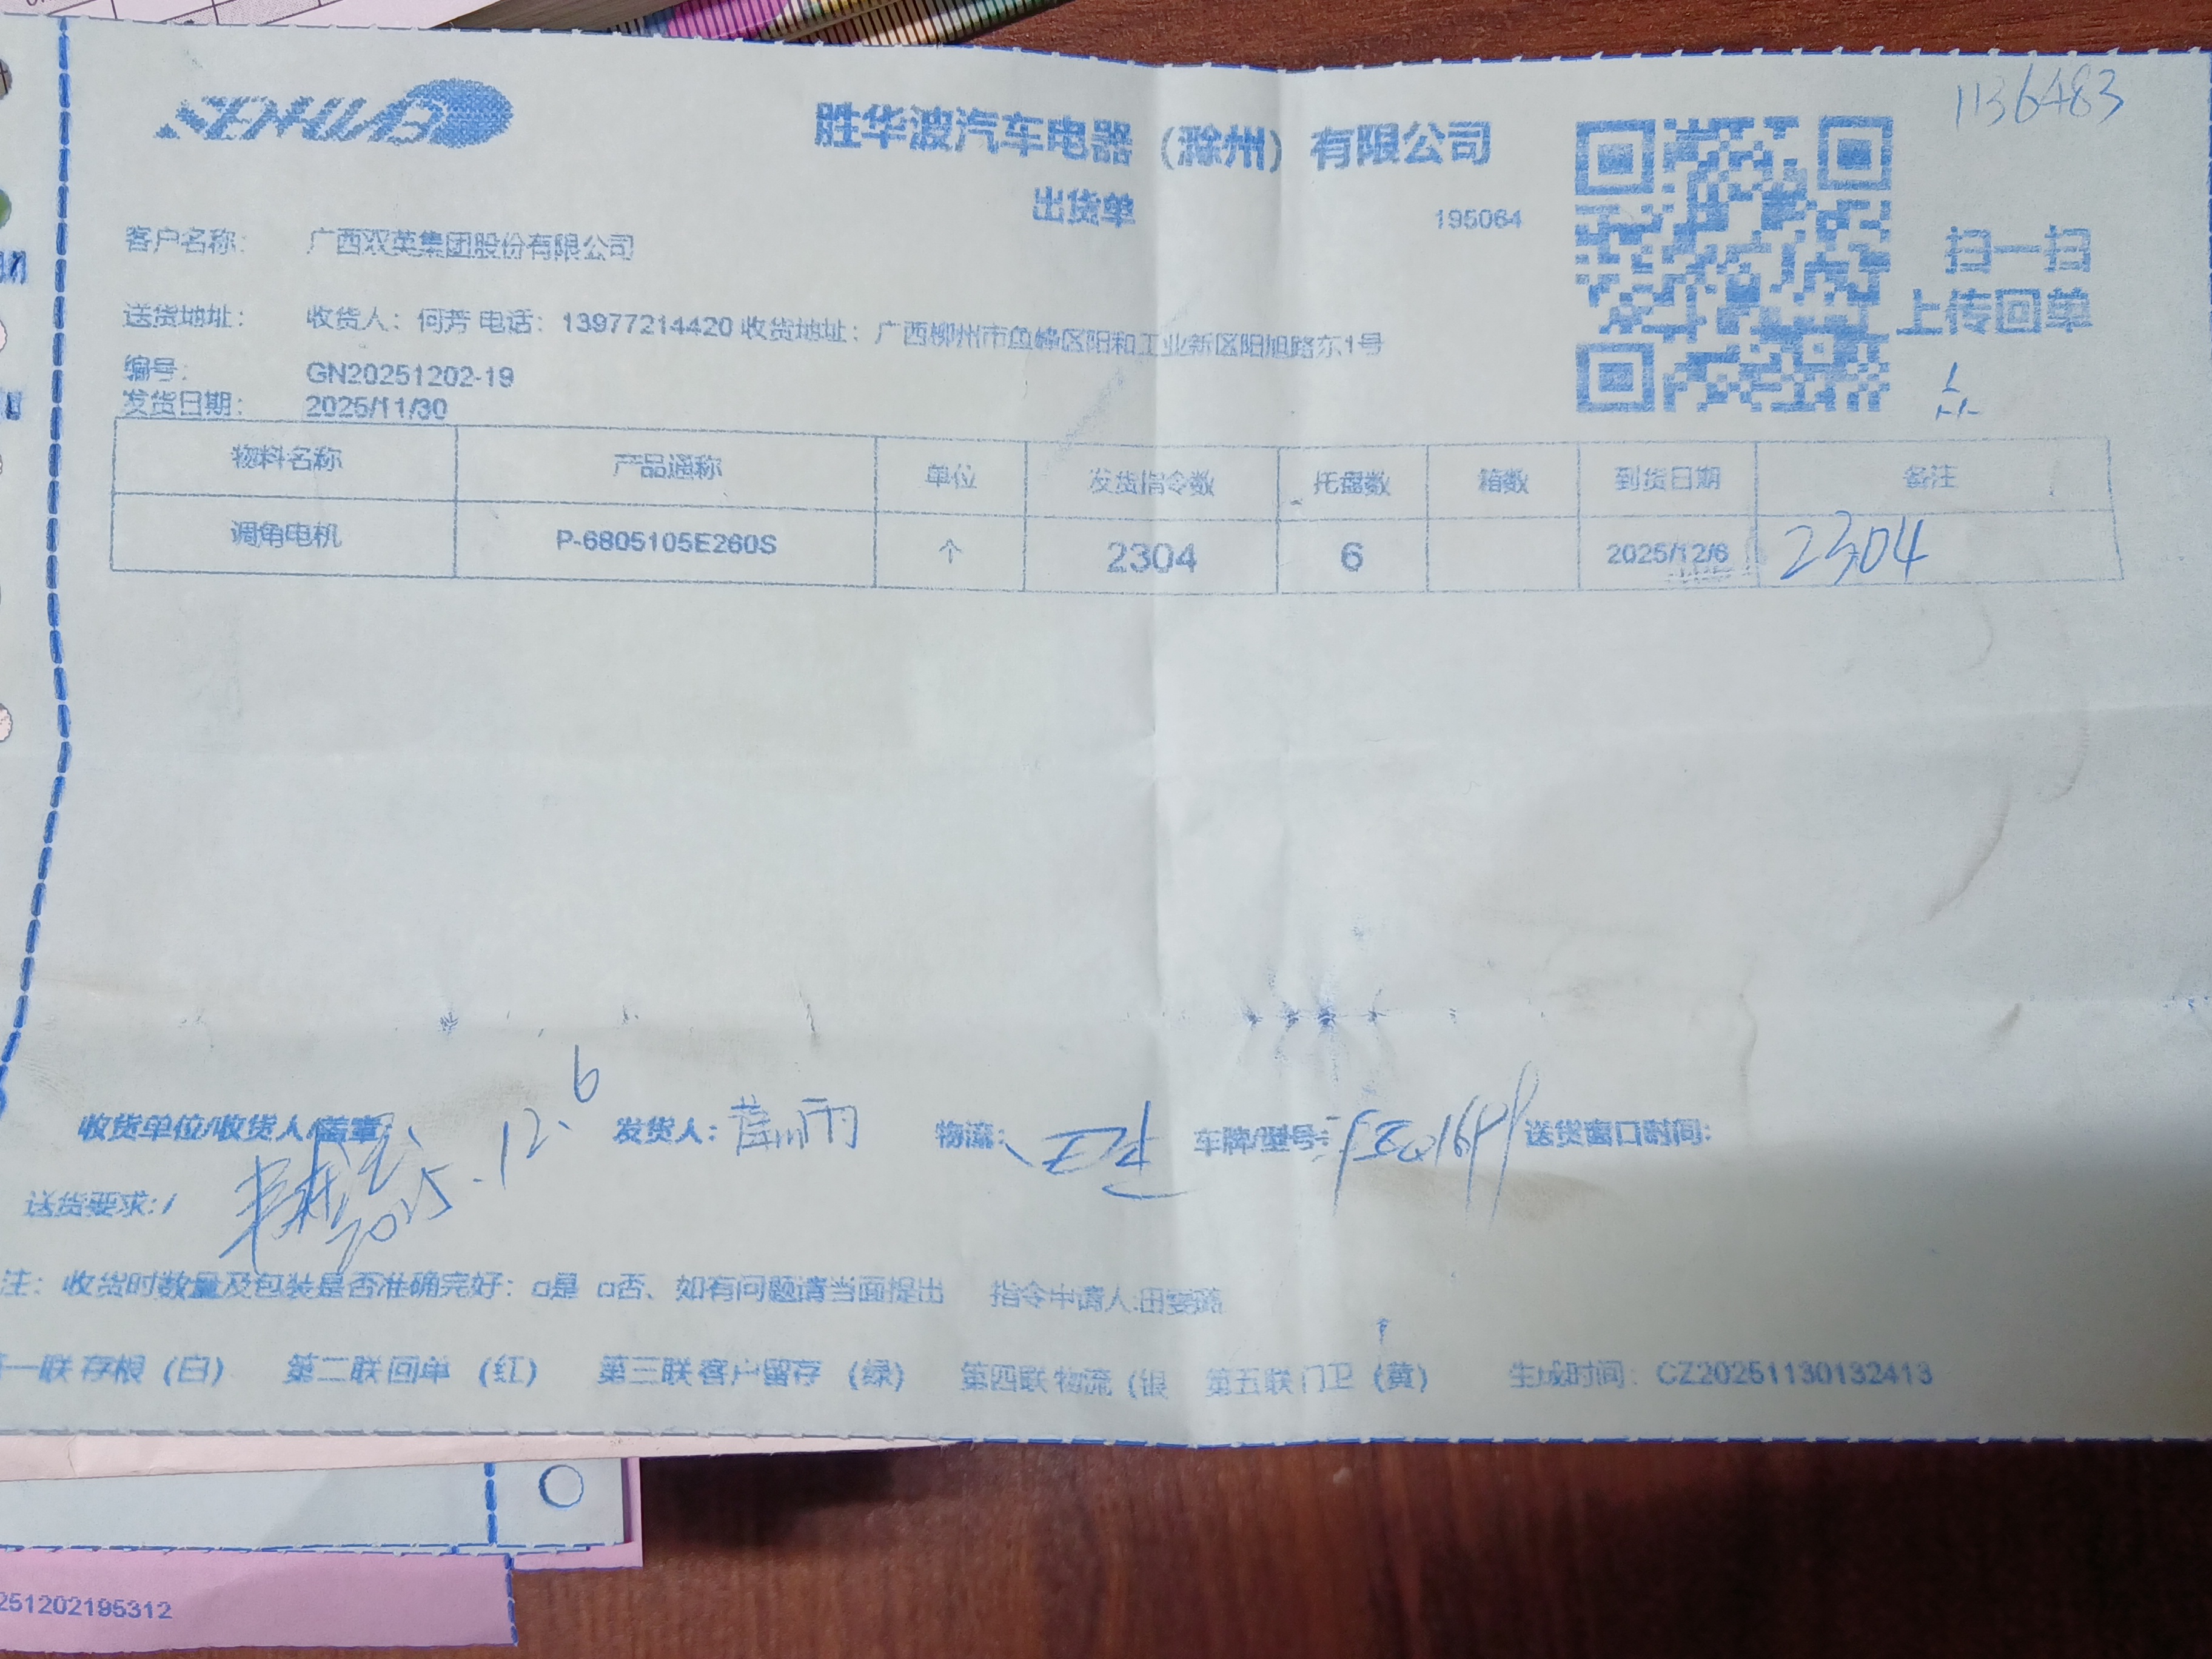 SENHWAB
1136483
胜华波汽车电器（滁州）有限公司
出货单
195064
扫一扫
上传回单
客户名称： 广西双英集团股份有限公司
送货地址： 收货人：何芳 电话：13977214420 收货地址：广西柳州市鱼峰区阳和工业新区阳旭路东1号
编号： GN20251202-19
发货日期： 2025/11/30
物料名称 产品通称 单位 发货指令数 托盘数 箱数 到货日期 备注
调角电机 P-6805105E260S 个 2304 6 2025/12/6 2304
收货单位/收货人/盖章: 发货人： 物流： 车牌/型号: 送货窗口时间:
2025.12.6
送货要求:/
注：收货时数量及包装是否准确完好：□是 □否、如有问题请当面提出 指令申请人:田
一联存根（白） 第二联回单（红） 第三联客户留存（绿） 第四联物流（银 第五联门卫（黄） 生成时间：CZ20251130132413
251202195312